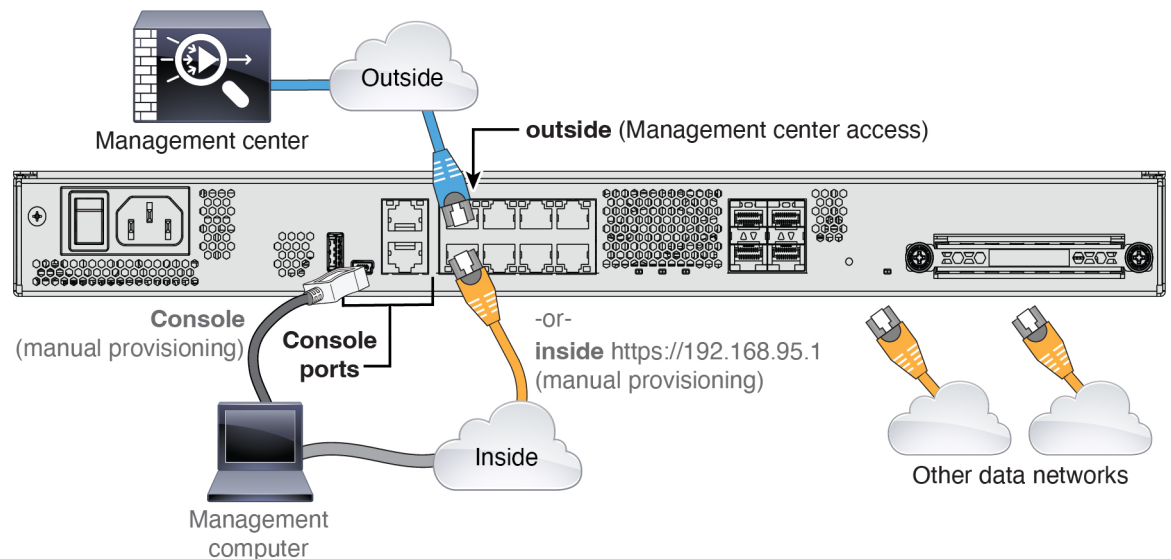 Outside
Management center
outside (Management center access)
Console
(manual provisioning)
Console
ports
-or-
inside https://192.168.95.1
(manual provisioning)
Inside
Other data networks
Management
computer